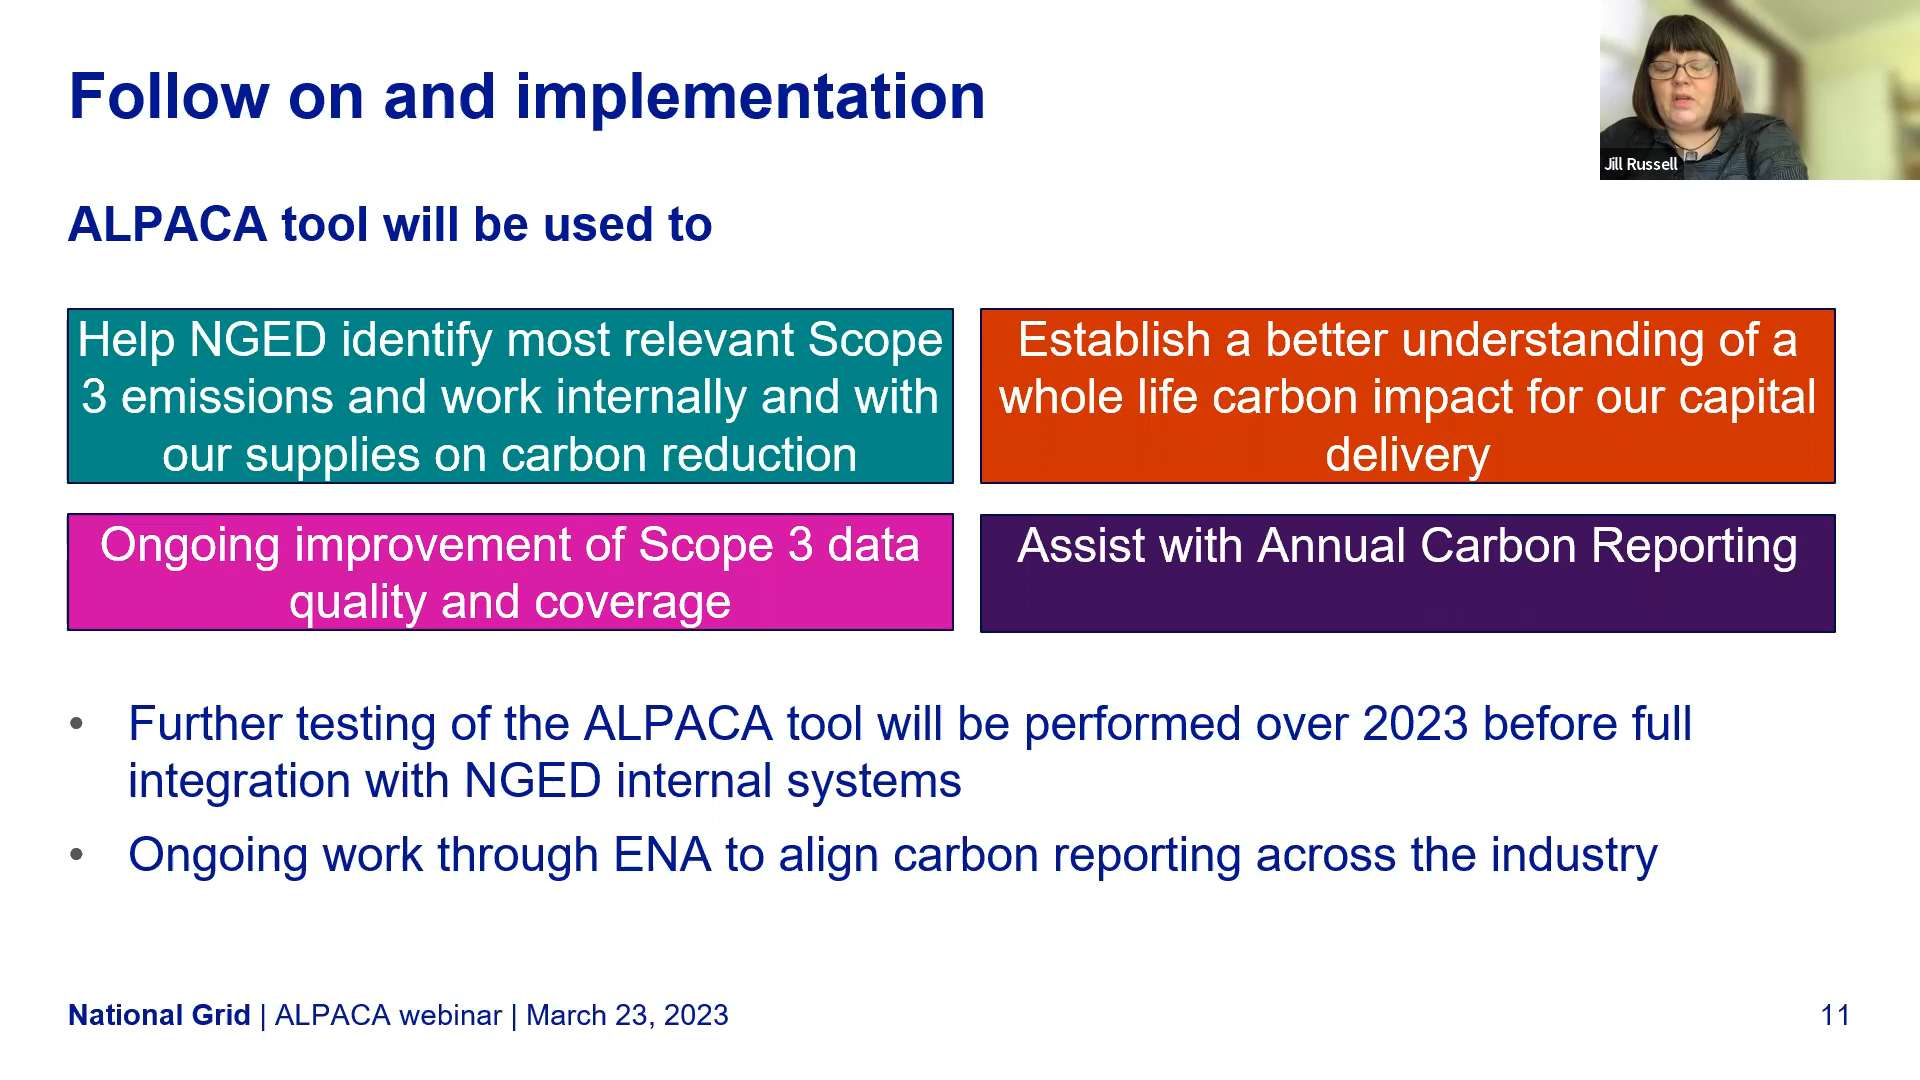 Follow on and implementation
Jill Russell
ALPACA tool will be used to
Help NGED identify most relevant Scope
3 emissions and work internally and with
our supplies on carbon reduction
Establish a better understanding of a
whole life carbon impact for our capital
delivery
Ongoing improvement of Scope 3 data
quality and coverage
Assist with Annual Carbon Reporting
• Further testing of the ALPACA tool will be performed over 2023 before full
integration with NGED internal systems
• Ongoing work through ENA to align carbon reporting across the industry
National Grid | ALPACA webinar | March 23, 2023
11